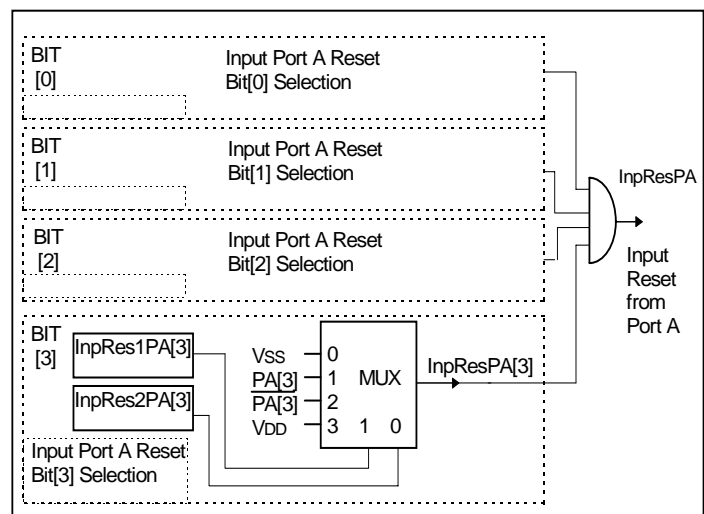 BIT
[0]
Input Port A Reset
Bit[0] Selection
BIT
[1]
Input Port A Reset
Bit[1] Selection
BIT
[2]
Input Port A Reset
Bit[2] Selection
InpResPA
Input
Reset
from
Port A
BIT
[3]
InpRes1PA[3]
InpRes2PA[3]
Input Port A Reset
Bit[3] Selection
VSS 0
PA[3] 1
PA[3] 2
VDD 3
MUX
1 0
InpResPA[3]